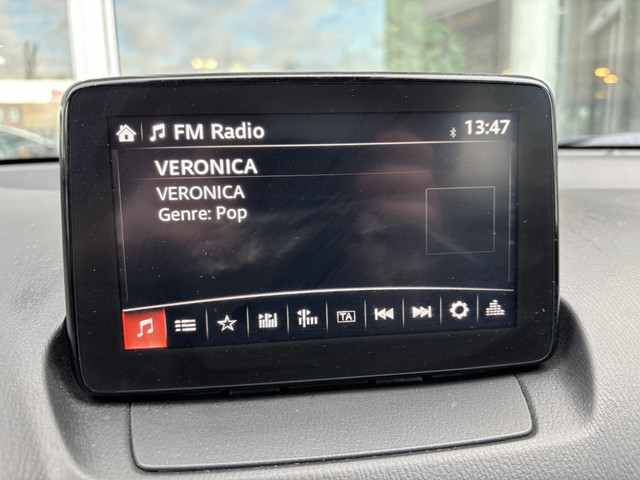 FM Radio 13:47
VERONICA
VERONICA
Genre: Pop
TA